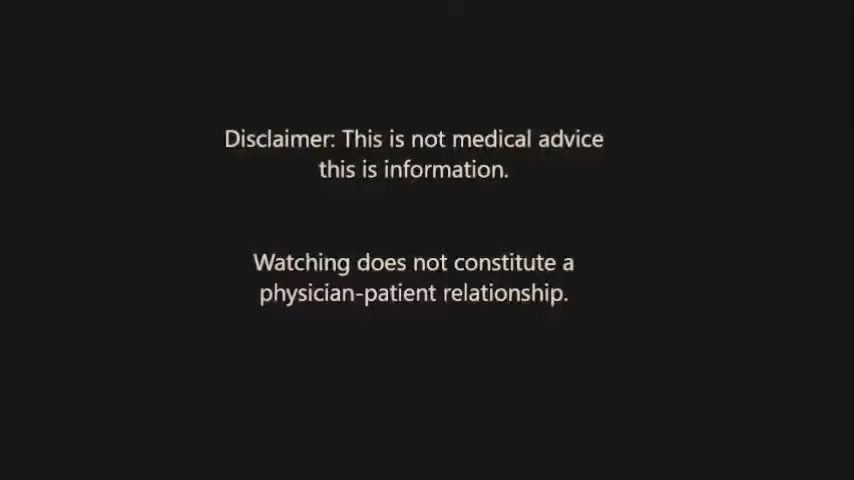 Disclaimer: This is not medical advice
this is information.
Watching does not constitute a
physician-patient relationship.